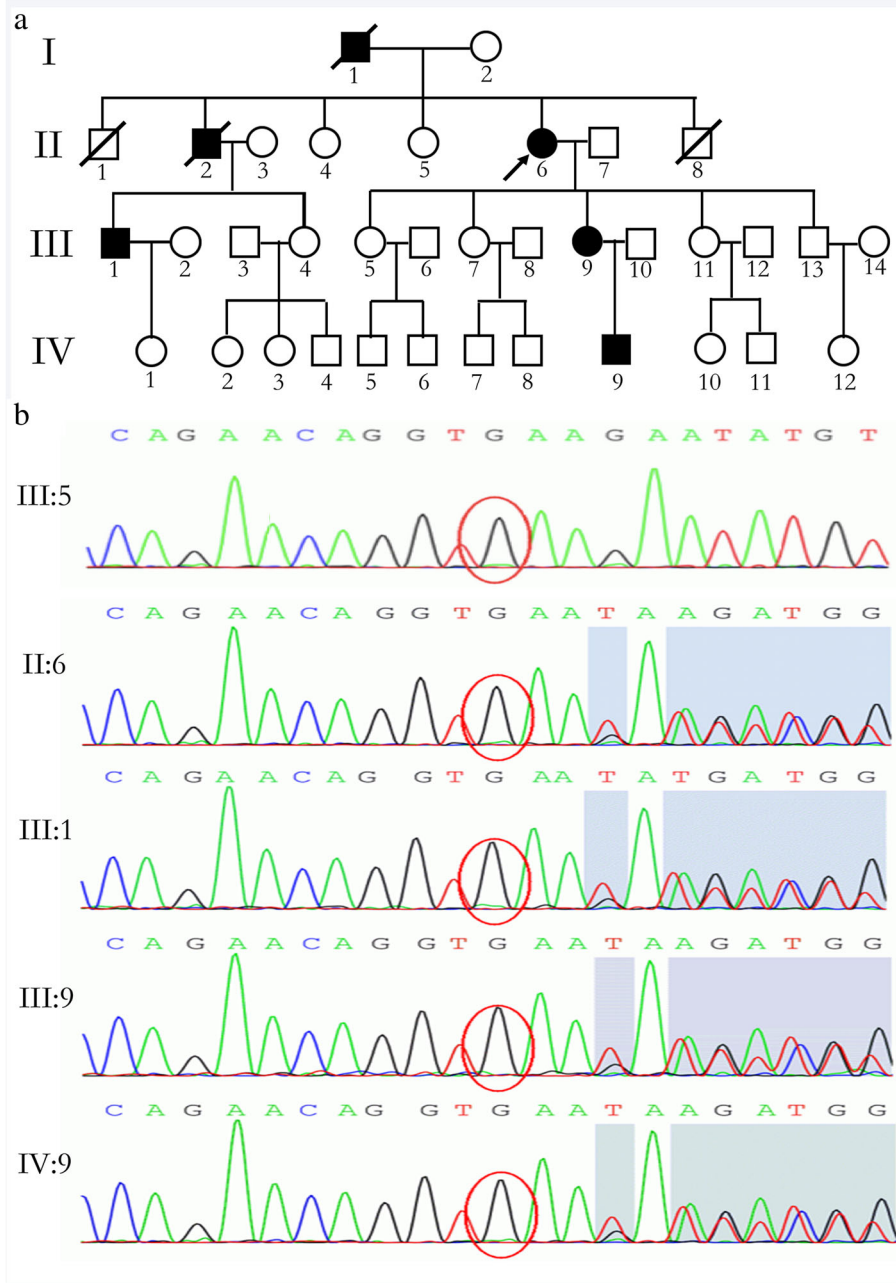 a
I
1 2
II
1 2 3 4 5 6 7 8
III
1 2 3 4 5 6 7 8 9 10 11 12 13 14
IV
1 2 3 4 5 6 7 8 9 10 11 12
b
C A G A A C A G G T G A A G A A T A T G T
III:5
C A G A A C A G G T G A A T A A G A T G G
II:6
C A G A A C A G G T G A A T A T G A T G G
III:1
C A G A A C A G G T G A A T A A G A T G G
III:9
C A G A A C A G G T G A A T A A G A T G G
IV:9